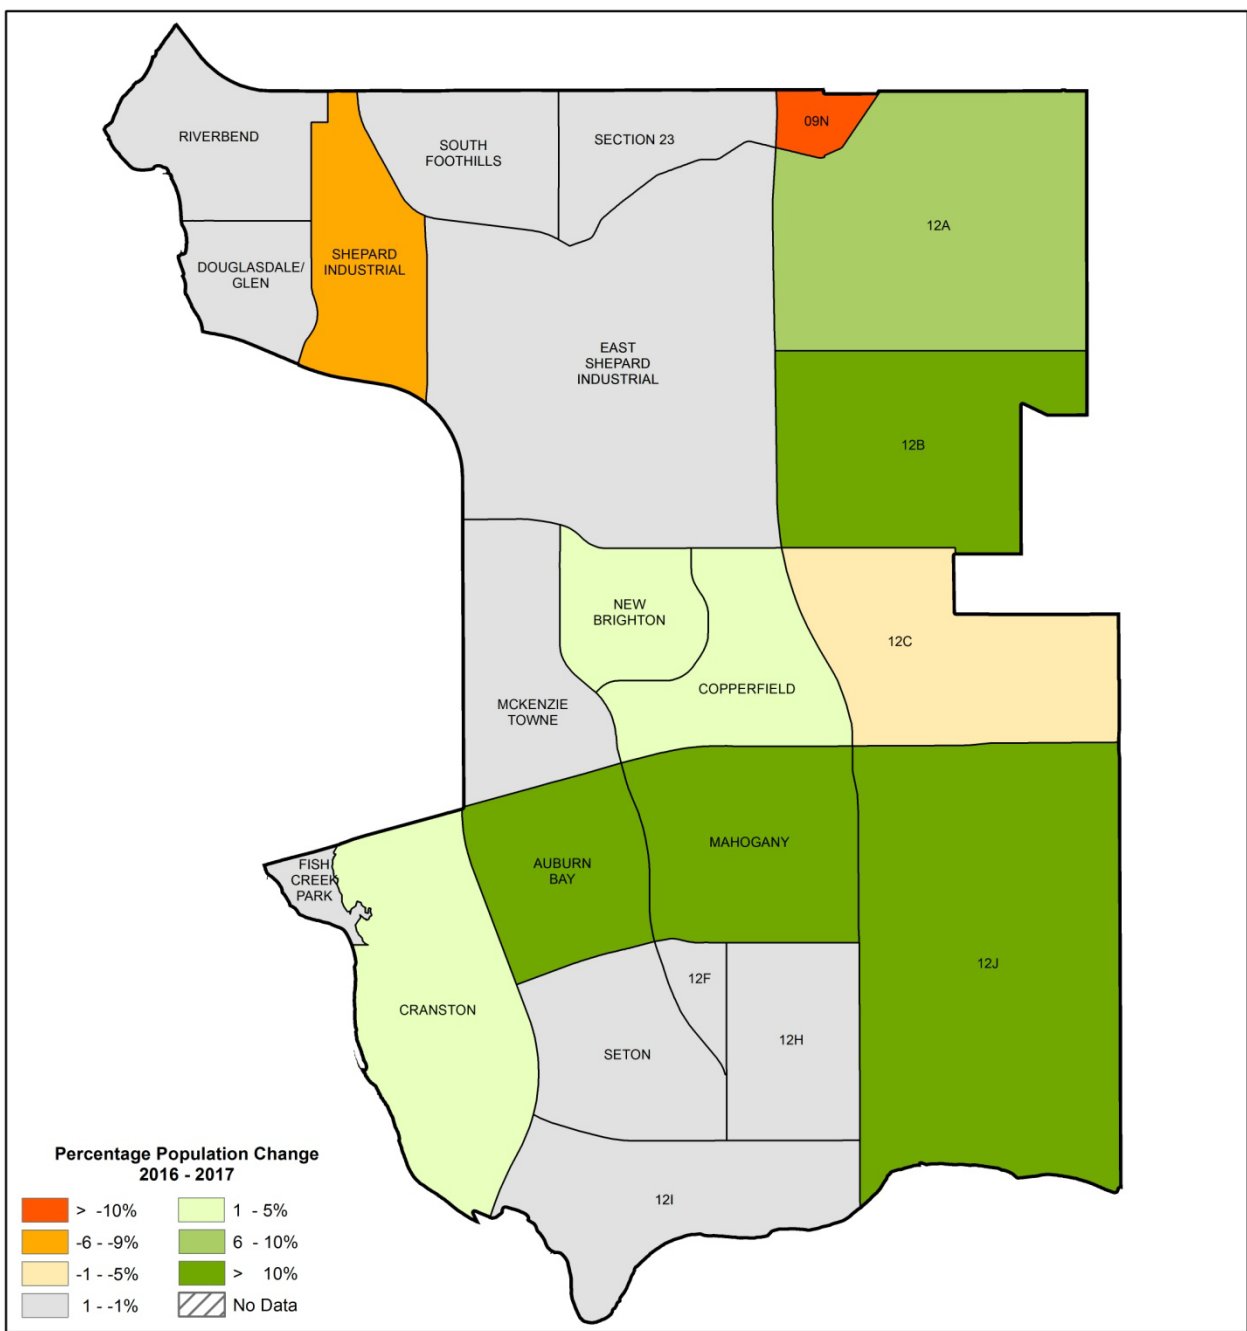 RIVERBEND
SOUTH
FOOTHILLS
SECTION 23
09N
12A
DOUGLASDALE/
GLEN
SHEPARD
INDUSTRIAL
EAST
SHEPARD
INDUSTRIAL
12B
NEW
BRIGHTON
12C
COPPERFIELD
MCKENZIE
TOWNE
FISH
CREEK
PARK
AUBURN
BAY
MAHOGANY
12J
12F
CRANSTON
SETON
12H
12I
Percentage Population Change
2016 - 2017
> -10%
-6 - -9%
-1 - -5%
1 - -1%
1 - 5%
6 - 10%
> 10%
No Data